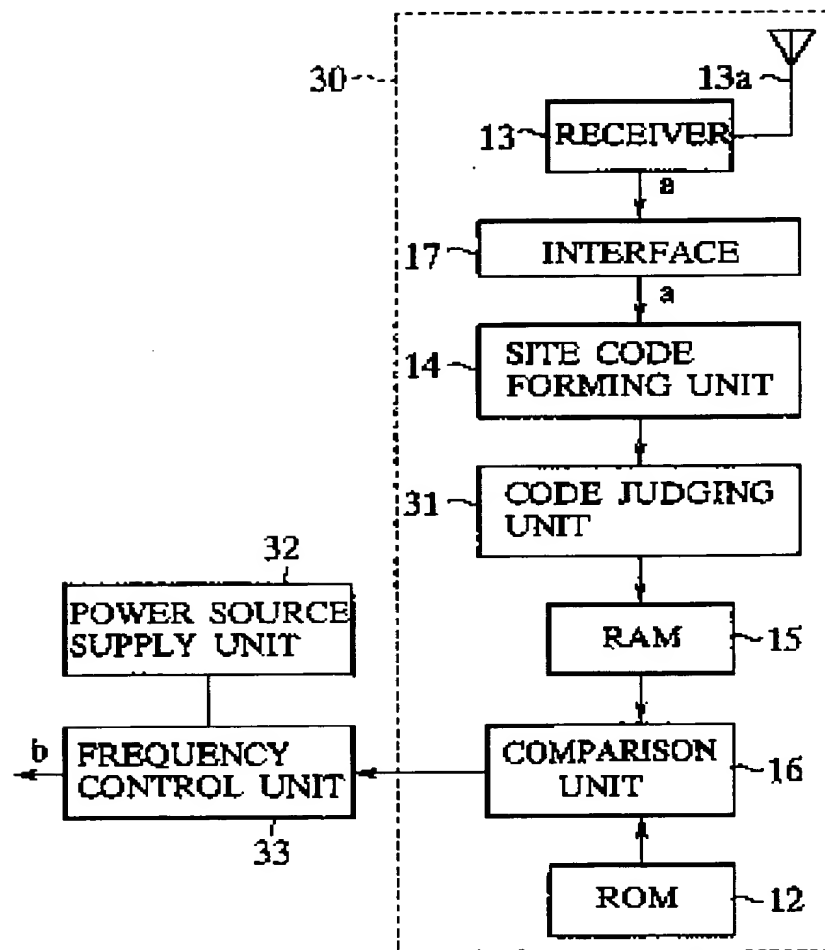 30
13a
13
RECEIVER
a
17
INTERFACE
a
14
SITE CODE
FORMING UNIT
31
CODE JUDGING
UNIT
32
POWER SOURCE
SUPPLY UNIT
RAM
15
b
FREQUENCY
CONTROL UNIT
33
COMPARISON
UNIT
16
ROM
12